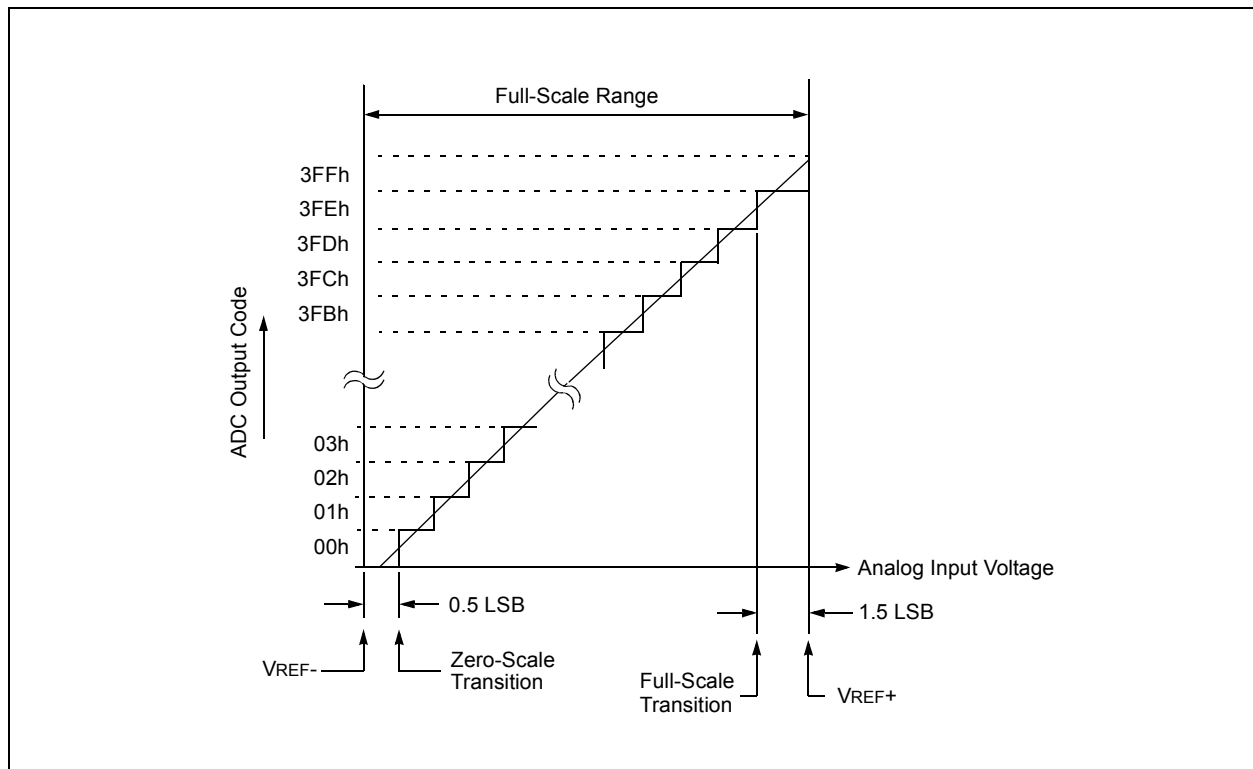 Full-Scale Range
3FFh
3FEh
3FDh
3FCh
3FBh
ADC Output Code
03h
02h
01h
00h
Analog Input Voltage
0.5 LSB
1.5 LSB
VREF-
Zero-Scale
Transition
Full-Scale
Transition
VREF+